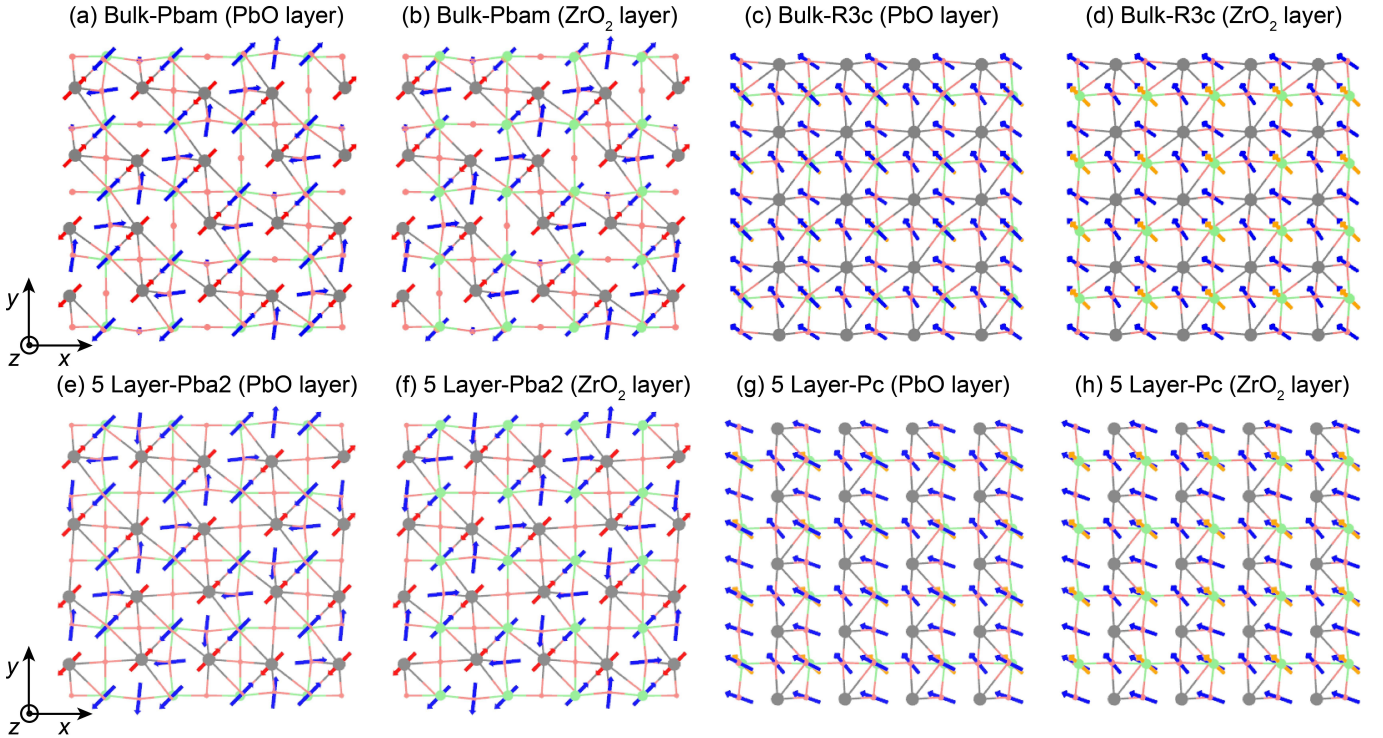 (a) Bulk-Pbam (PbO layer)
(b) Bulk-Pbam (ZrO₂ layer)
(c) Bulk-R3c (PbO layer)
(d) Bulk-R3c (ZrO₂ layer)
y
z
x
(e) 5 Layer-Pba2 (PbO layer)
(f) 5 Layer-Pba2 (ZrO₂ layer)
(g) 5 Layer-Pc (PbO layer)
(h) 5 Layer-Pc (ZrO₂ layer)
y
z
x